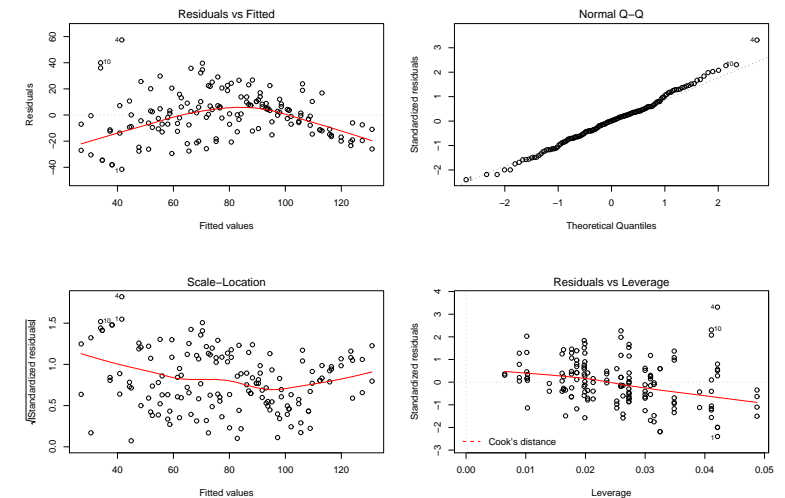 Residuals vs Fitted
Residuals
−40 −20 0 20 40 60
40 60 80 100 120
Fitted values
4
10
1
Normal Q−Q
Standardized residuals
−2 −1 0 1 2 3
−2 −1 0 1 2
Theoretical Quantiles
4
10
1
Scale−Location
√|Standardized residuals|
0.0 0.5 1.0 1.5
40 60 80 100 120
Fitted values
4
10
1
Residuals vs Leverage
Standardized residuals
−3 −2 −1 0 1 2 3 4
0.00 0.01 0.02 0.03 0.04 0.05
Leverage
Cook's distance
4
10
1